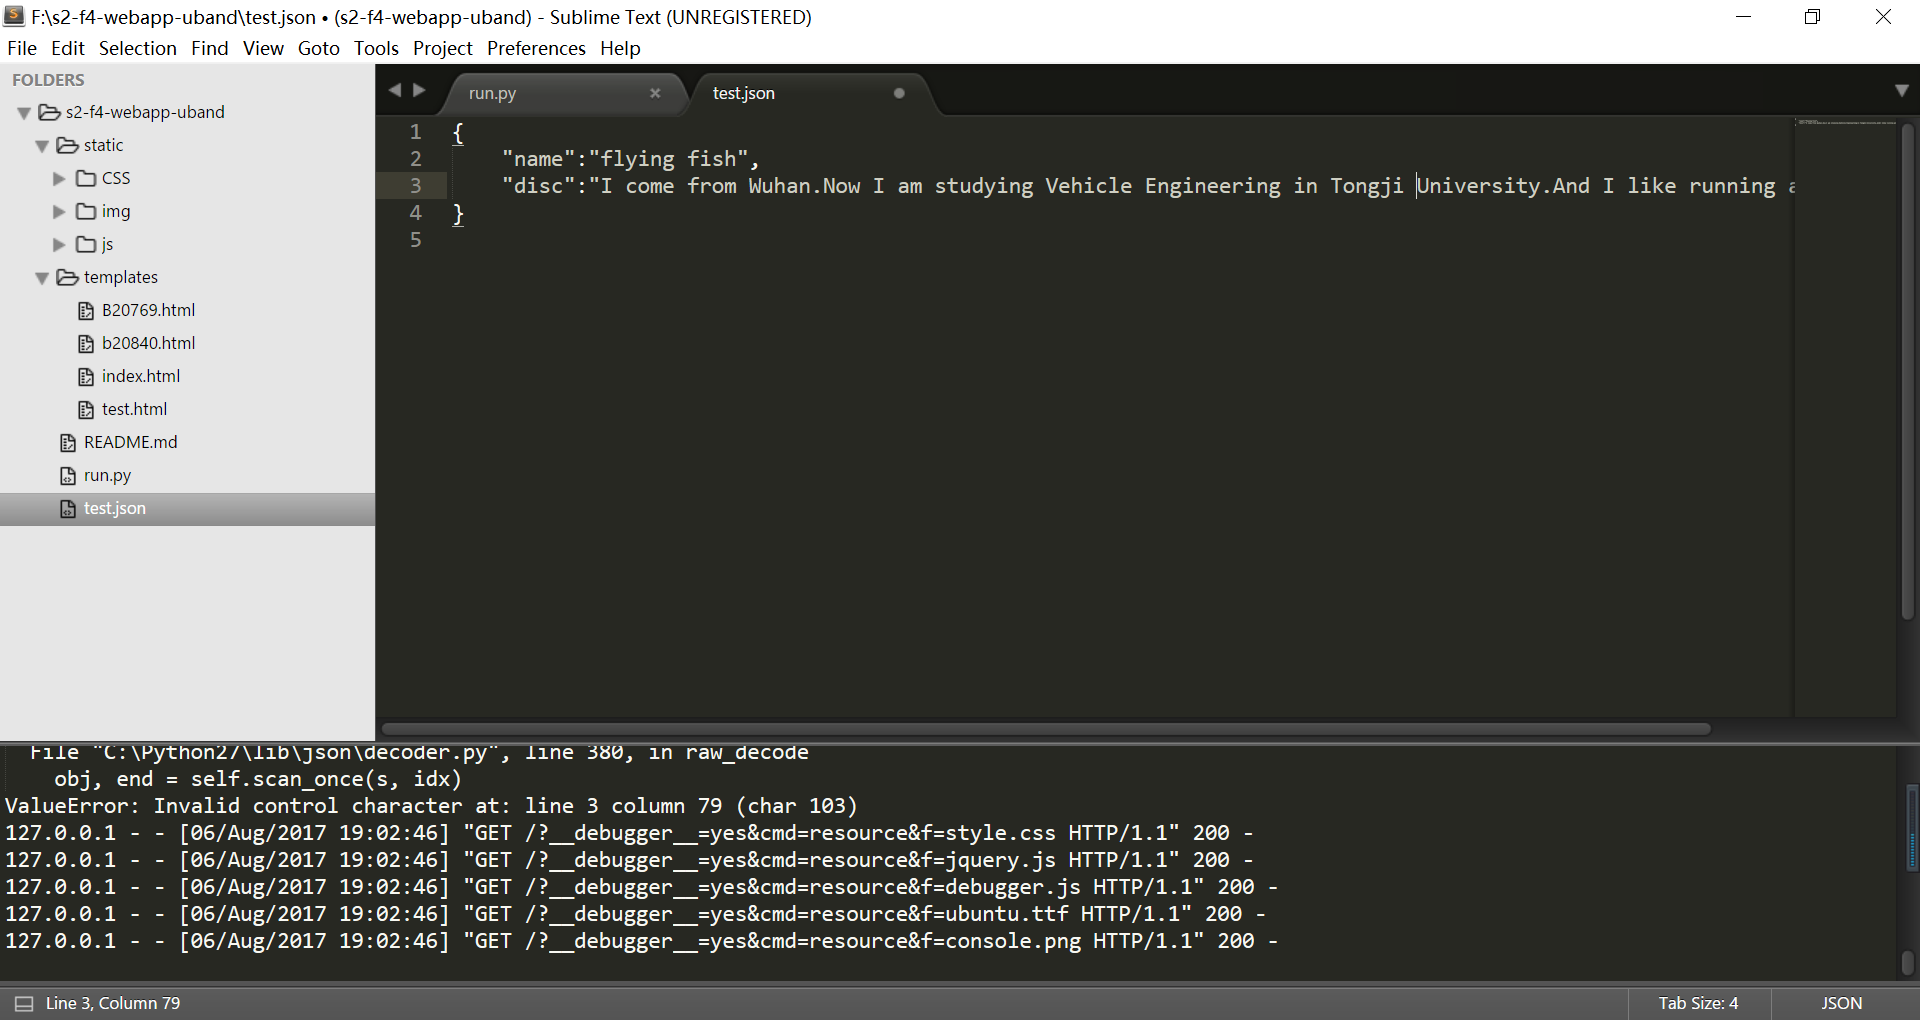 F:\s2-f4-webapp-uband\test.json • (s2-f4-webapp-uband) - Sublime Text (UNREGISTERED)
File Edit Selection Find View Goto Tools Project Preferences Help
FOLDERS
s2-f4-webapp-uband
static
CSS
img
js
templates
B20769.html
b20840.html
index.html
test.html
README.md
run.py
test.json
run.py
test.json
1 {
2 "name":"flying fish",
3 "disc":"I come from Wuhan.Now I am studying Vehicle Engineering in Tongji University.And I like running
4 }
5
File "C:\Python27\lib\json\decoder.py", line 380, in raw_decode
obj, end = self.scan_once(s, idx)
ValueError: Invalid control character at: line 3 column 79 (char 103)
127.0.0.1 - - [06/Aug/2017 19:02:46] "GET /?__debugger__=yes&cmd=resource&f=style.css HTTP/1.1" 200 -
127.0.0.1 - - [06/Aug/2017 19:02:46] "GET /?__debugger__=yes&cmd=resource&f=jquery.js HTTP/1.1" 200 -
127.0.0.1 - - [06/Aug/2017 19:02:46] "GET /?__debugger__=yes&cmd=resource&f=debugger.js HTTP/1.1" 200 -
127.0.0.1 - - [06/Aug/2017 19:02:46] "GET /?__debugger__=yes&cmd=resource&f=ubuntu.ttf HTTP/1.1" 200 -
127.0.0.1 - - [06/Aug/2017 19:02:46] "GET /?__debugger__=yes&cmd=resource&f=console.png HTTP/1.1" 200 -
Line 3, Column 79
Tab Size: 4
JSON